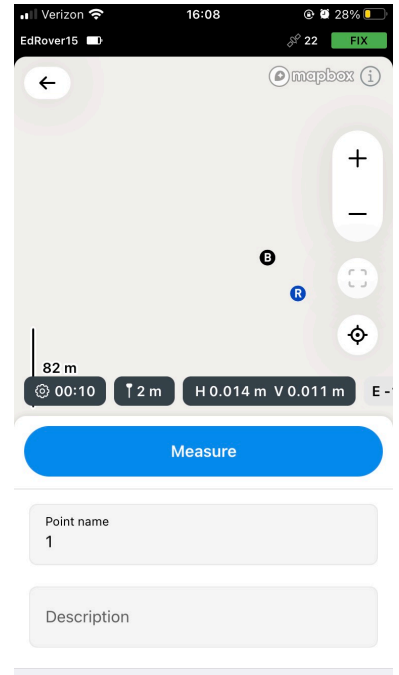 Verizon 16:08 28%
EdRover15 22 FIX
mapbox
B
R
82 m
00:10 2 m H 0.014 m V 0.011 m E -
Measure
Point name
1
Description